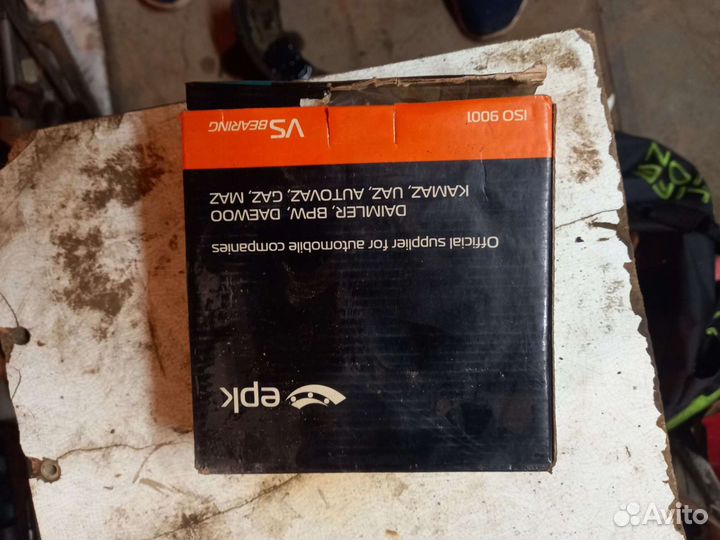 epk
Official supplier for automobile companies
DAIMLER, BPW, DAEWOO
KAMAZ, UAZ, AUTOVAZ, GAZ, MAZ
ISO 9001
VS BEARING
Avito